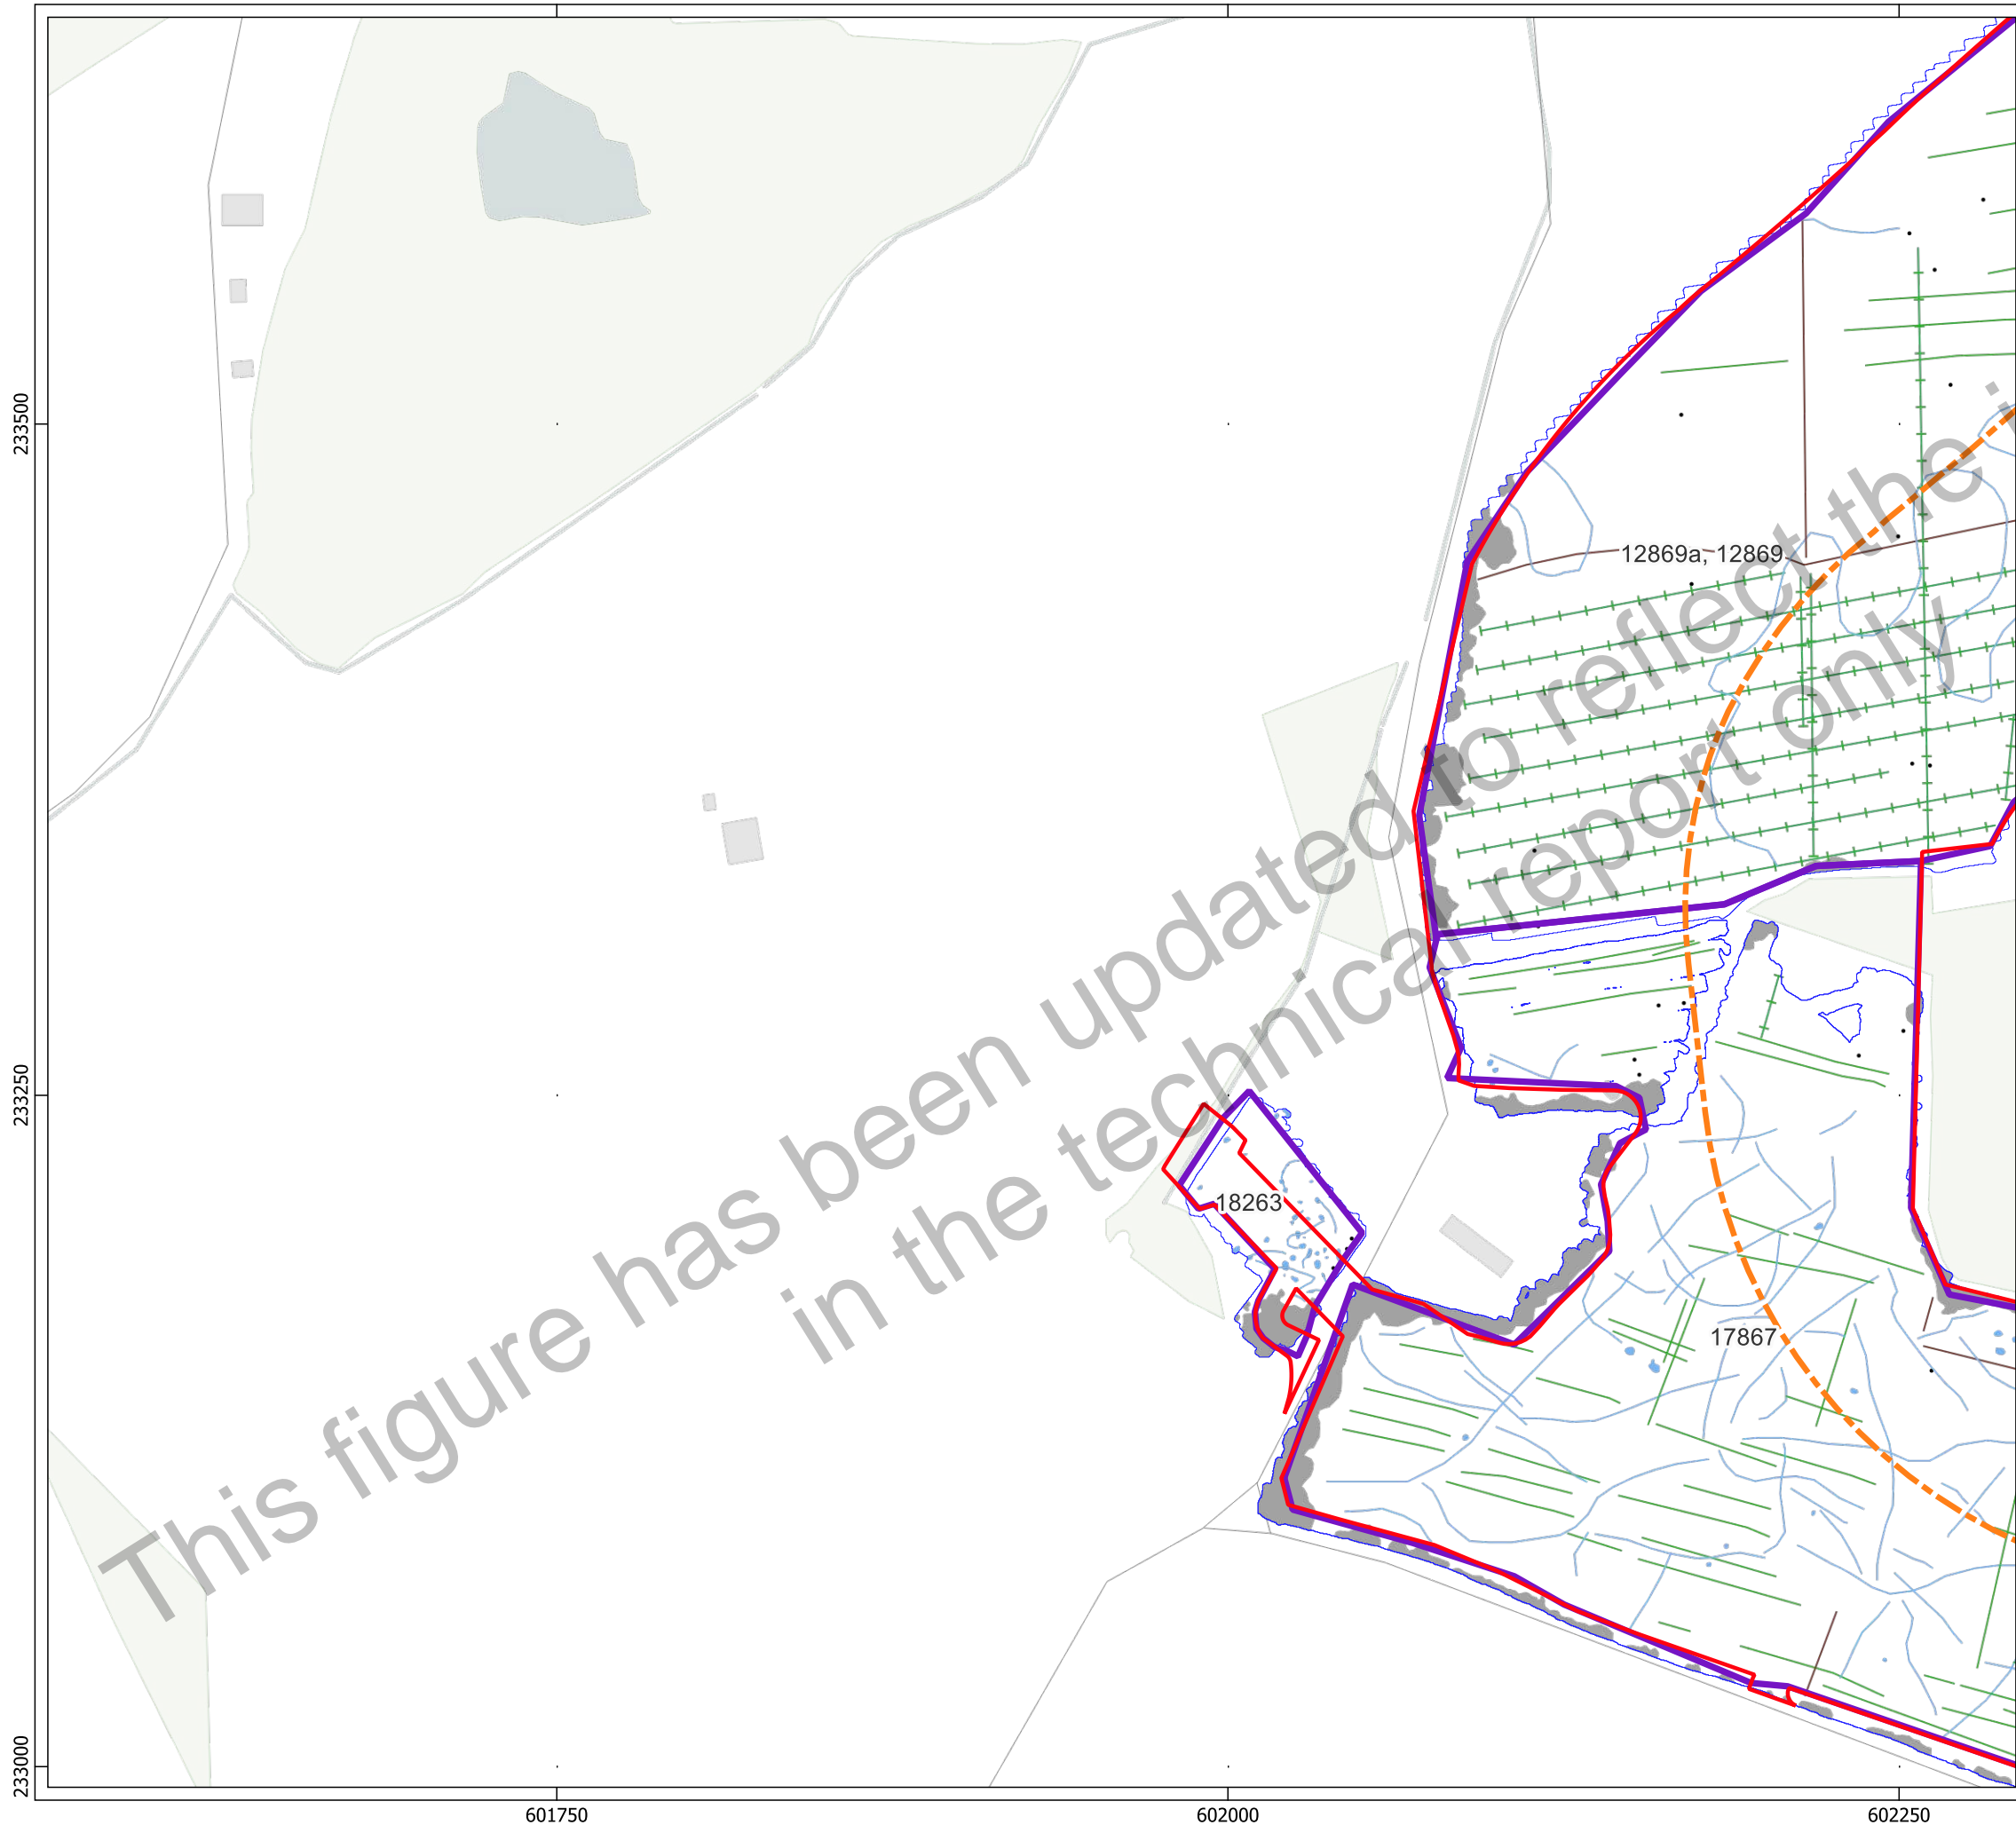 This figure has been updated to reflect the i
in the technical report only
12869a, 12869
18263
17867
233500
233250
233000
601750
602000
602250